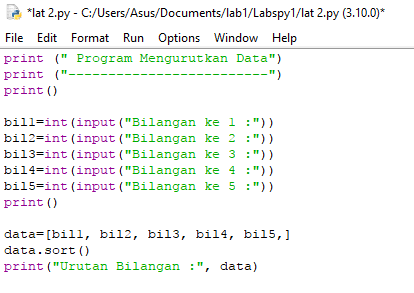 *lat 2.py - C:/Users/Asus/Documents/lab1/Labspy1/lat 2.py (3.10.0)*
File Edit Format Run Options Window Help
print (" Program Mengurutkan Data")
print ("-------------------------")
print()
bil1=int(input("Bilangan ke 1 :"))
bil2=int(input("Bilangan ke 2 :"))
bil3=int(input("Bilangan ke 3 :"))
bil4=int(input("Bilangan ke 4 :"))
bil5=int(input("Bilangan ke 5 :"))
print()
data=[bil1, bil2, bil3, bil4, bil5,]
data.sort()
print("Urutan Bilangan :", data)